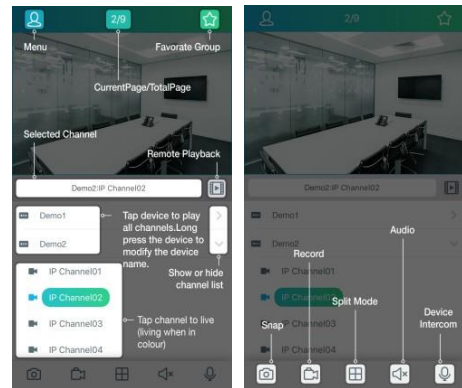 2/9
Menu
Favorate Group
CurrentPage/TotalPage
Selected Channel
Remote Playback
Demo2:IP Channel02
Demo1
Demo2
Tap device to play
all channels.Long
press the device to
modify the device
name.
Show or hide
channel list
IP Channel01
IP Channel02
IP Channel03
IP Channel04
Tap channel to live
(living when in
colour)
2/9
Demo2:IP Channel02
Demo1
Demo2
Audio
Record
IP Channel01
IP Channel02
Split Mode
IP Channel03
Snap
Device
Intercom
IP Channel04